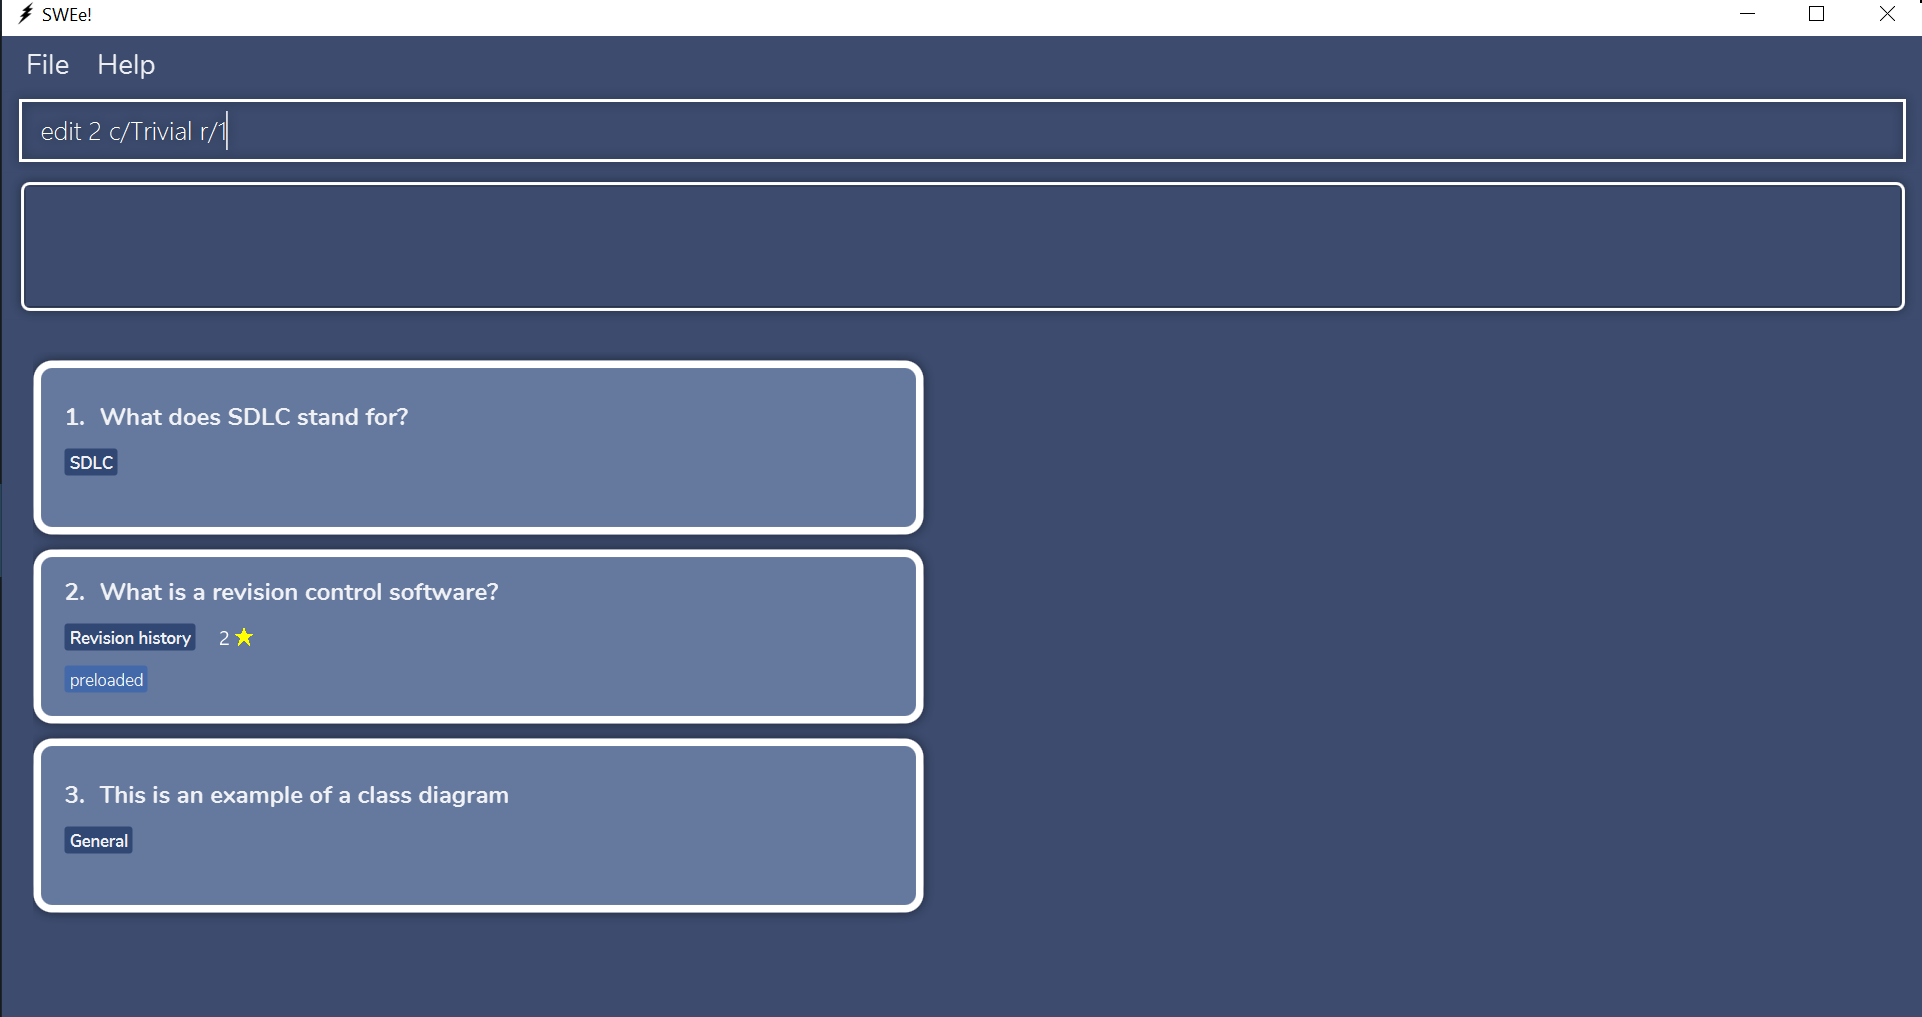 SWEe!
File Help
edit 2 c/Trivial r/1
1. What does SDLC stand for?
SDLC
2. What is a revision control software?
Revision history 2 ★
preloaded
3. This is an example of a class diagram
General